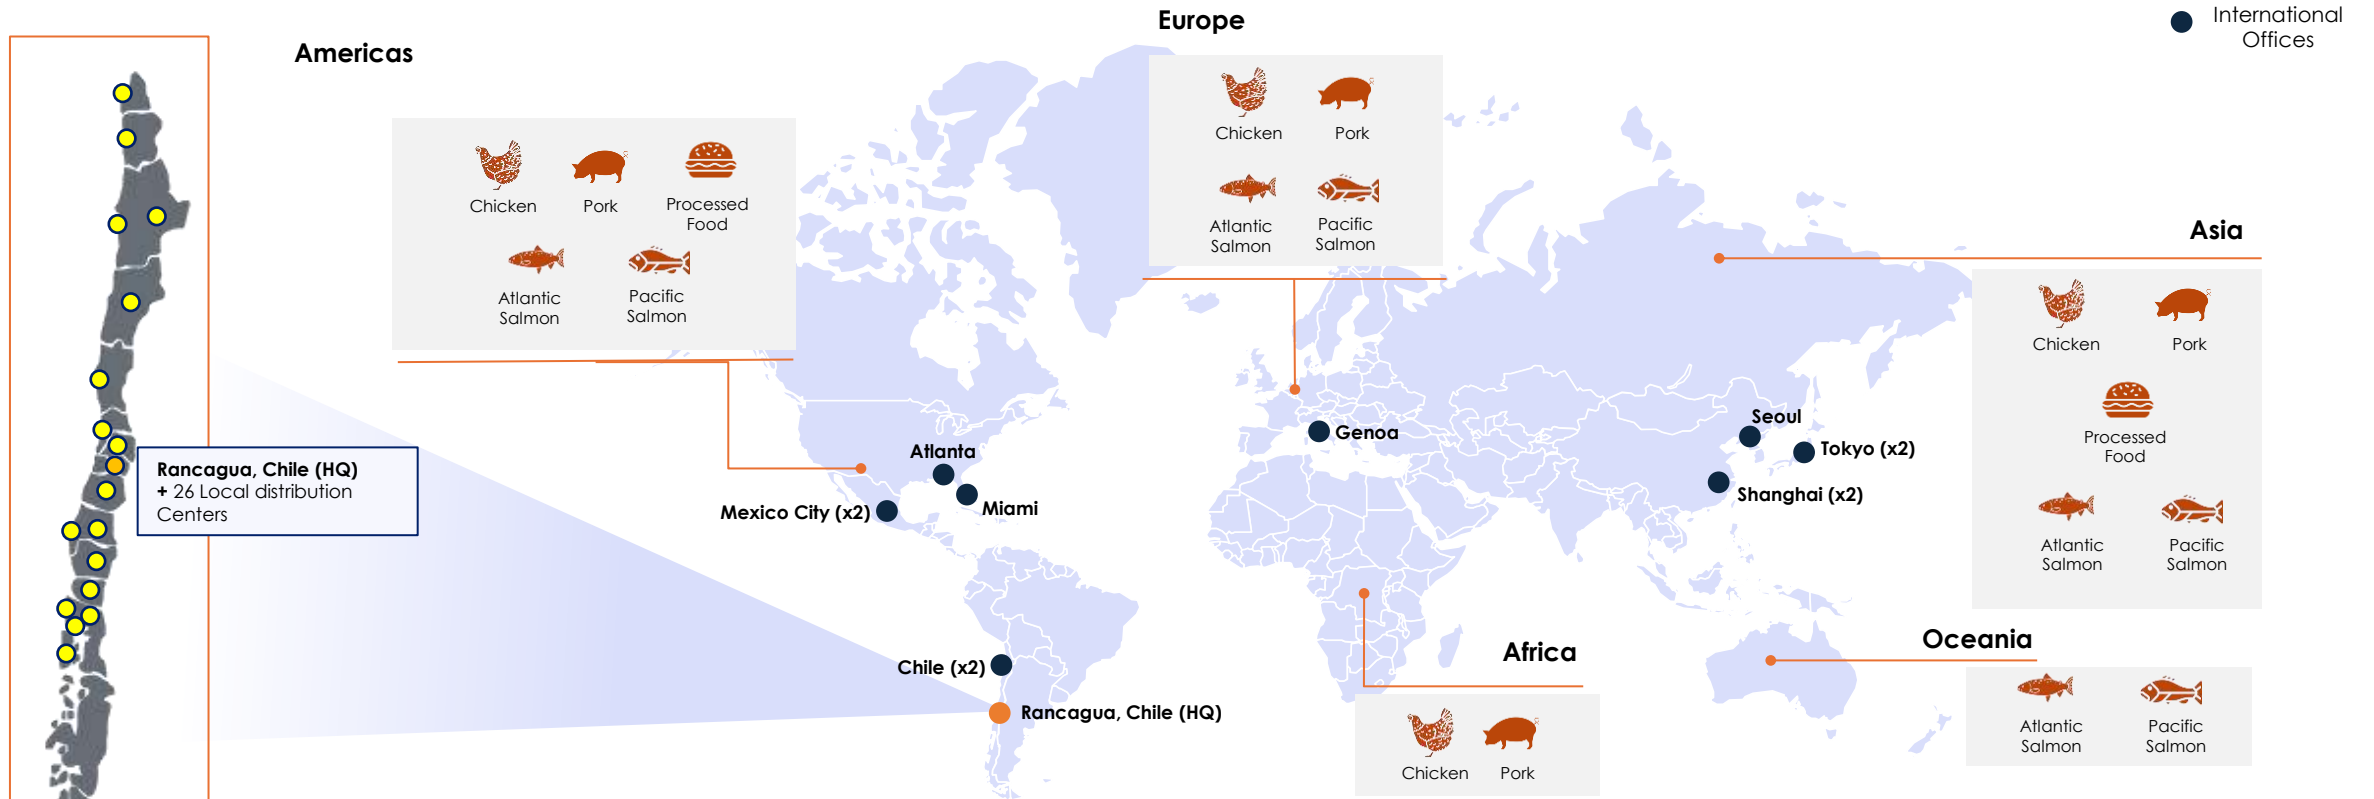 Europe
International
Offices
Americas
Chicken
Pork
Atlantic
Salmon
Pacific
Salmon
Chicken
Pork
Processed
Food
Atlantic
Salmon
Pacific
Salmon
Asia
Chicken
Pork
Processed
Food
Atlantic
Salmon
Pacific
Salmon
Rancagua, Chile (HQ)
+ 26 Local distribution
Centers
Atlanta
Miami
Mexico City (x2)
Genoa
Seoul
Tokyo (x2)
Shanghai (x2)
Chile (x2)
Rancagua, Chile (HQ)
Africa
Chicken
Pork
Oceania
Atlantic
Salmon
Pacific
Salmon